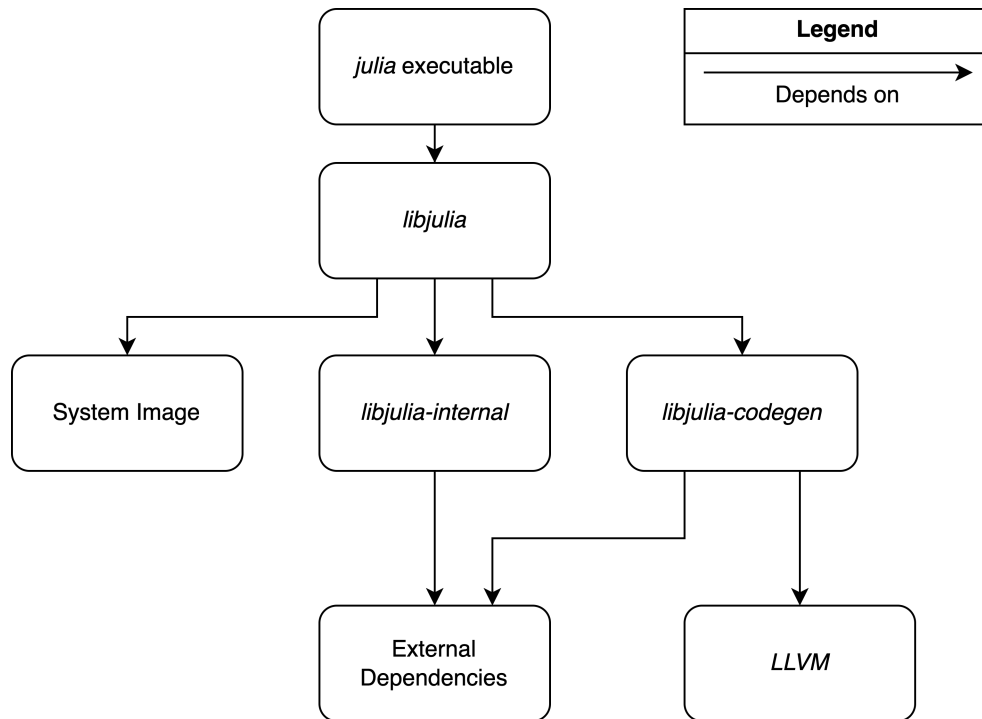 julia executable
Legend
Depends on
libjulia
System Image
libjulia-internal
libjulia-codegen
External
Dependencies
LLVM